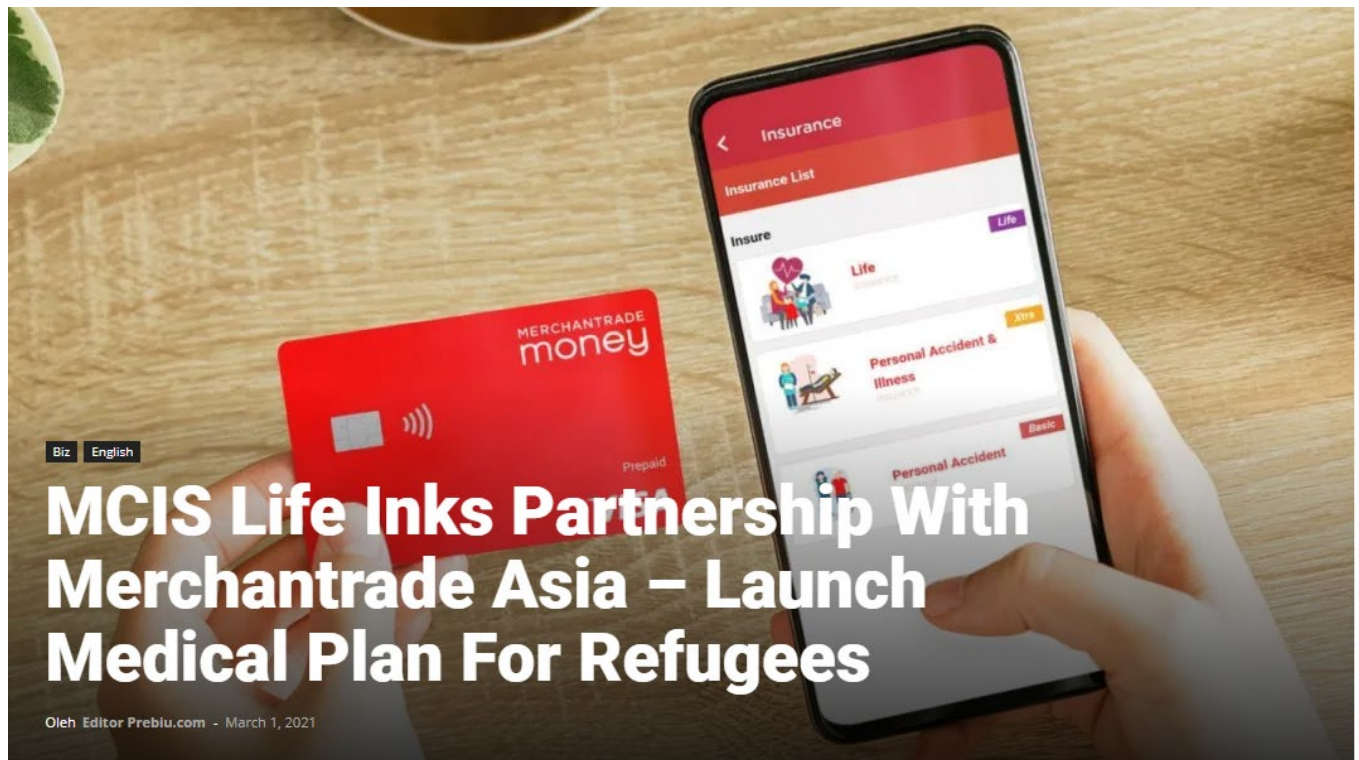 Insurance
Insurance List
Insure
Life
Life
Xtra
Personal Accident &
Illness
Basic
Personal Accident
MERCHANTRADE
money
Prepaid
VISA
Biz English
MCIS Life Inks Partnership With
Merchantrade Asia – Launch
Medical Plan For Refugees
Oleh Editor Prebiu.com - March 1, 2021